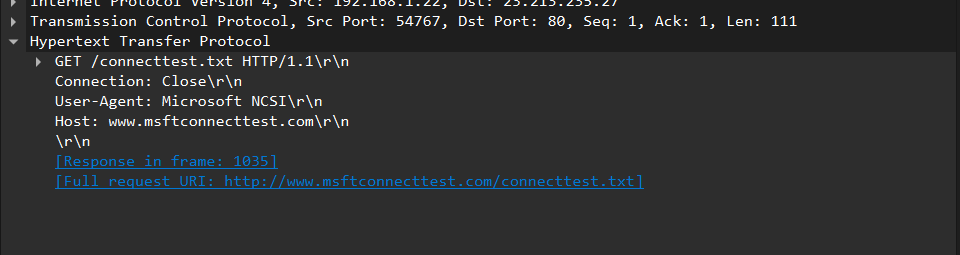 Internet Protocol Version 4, Src: 192.168.1.22, Dst: 23.213.235.27
Transmission Control Protocol, Src Port: 54767, Dst Port: 80, Seq: 1, Ack: 1, Len: 111
Hypertext Transfer Protocol
GET /connecttest.txt HTTP/1.1\r\n
Connection: Close\r\n
User-Agent: Microsoft NCSI\r\n
Host: www.msftconnecttest.com\r\n
\r\n
[Response in frame: 1035]
[Full request URI: http://www.msftconnecttest.com/connecttest.txt]